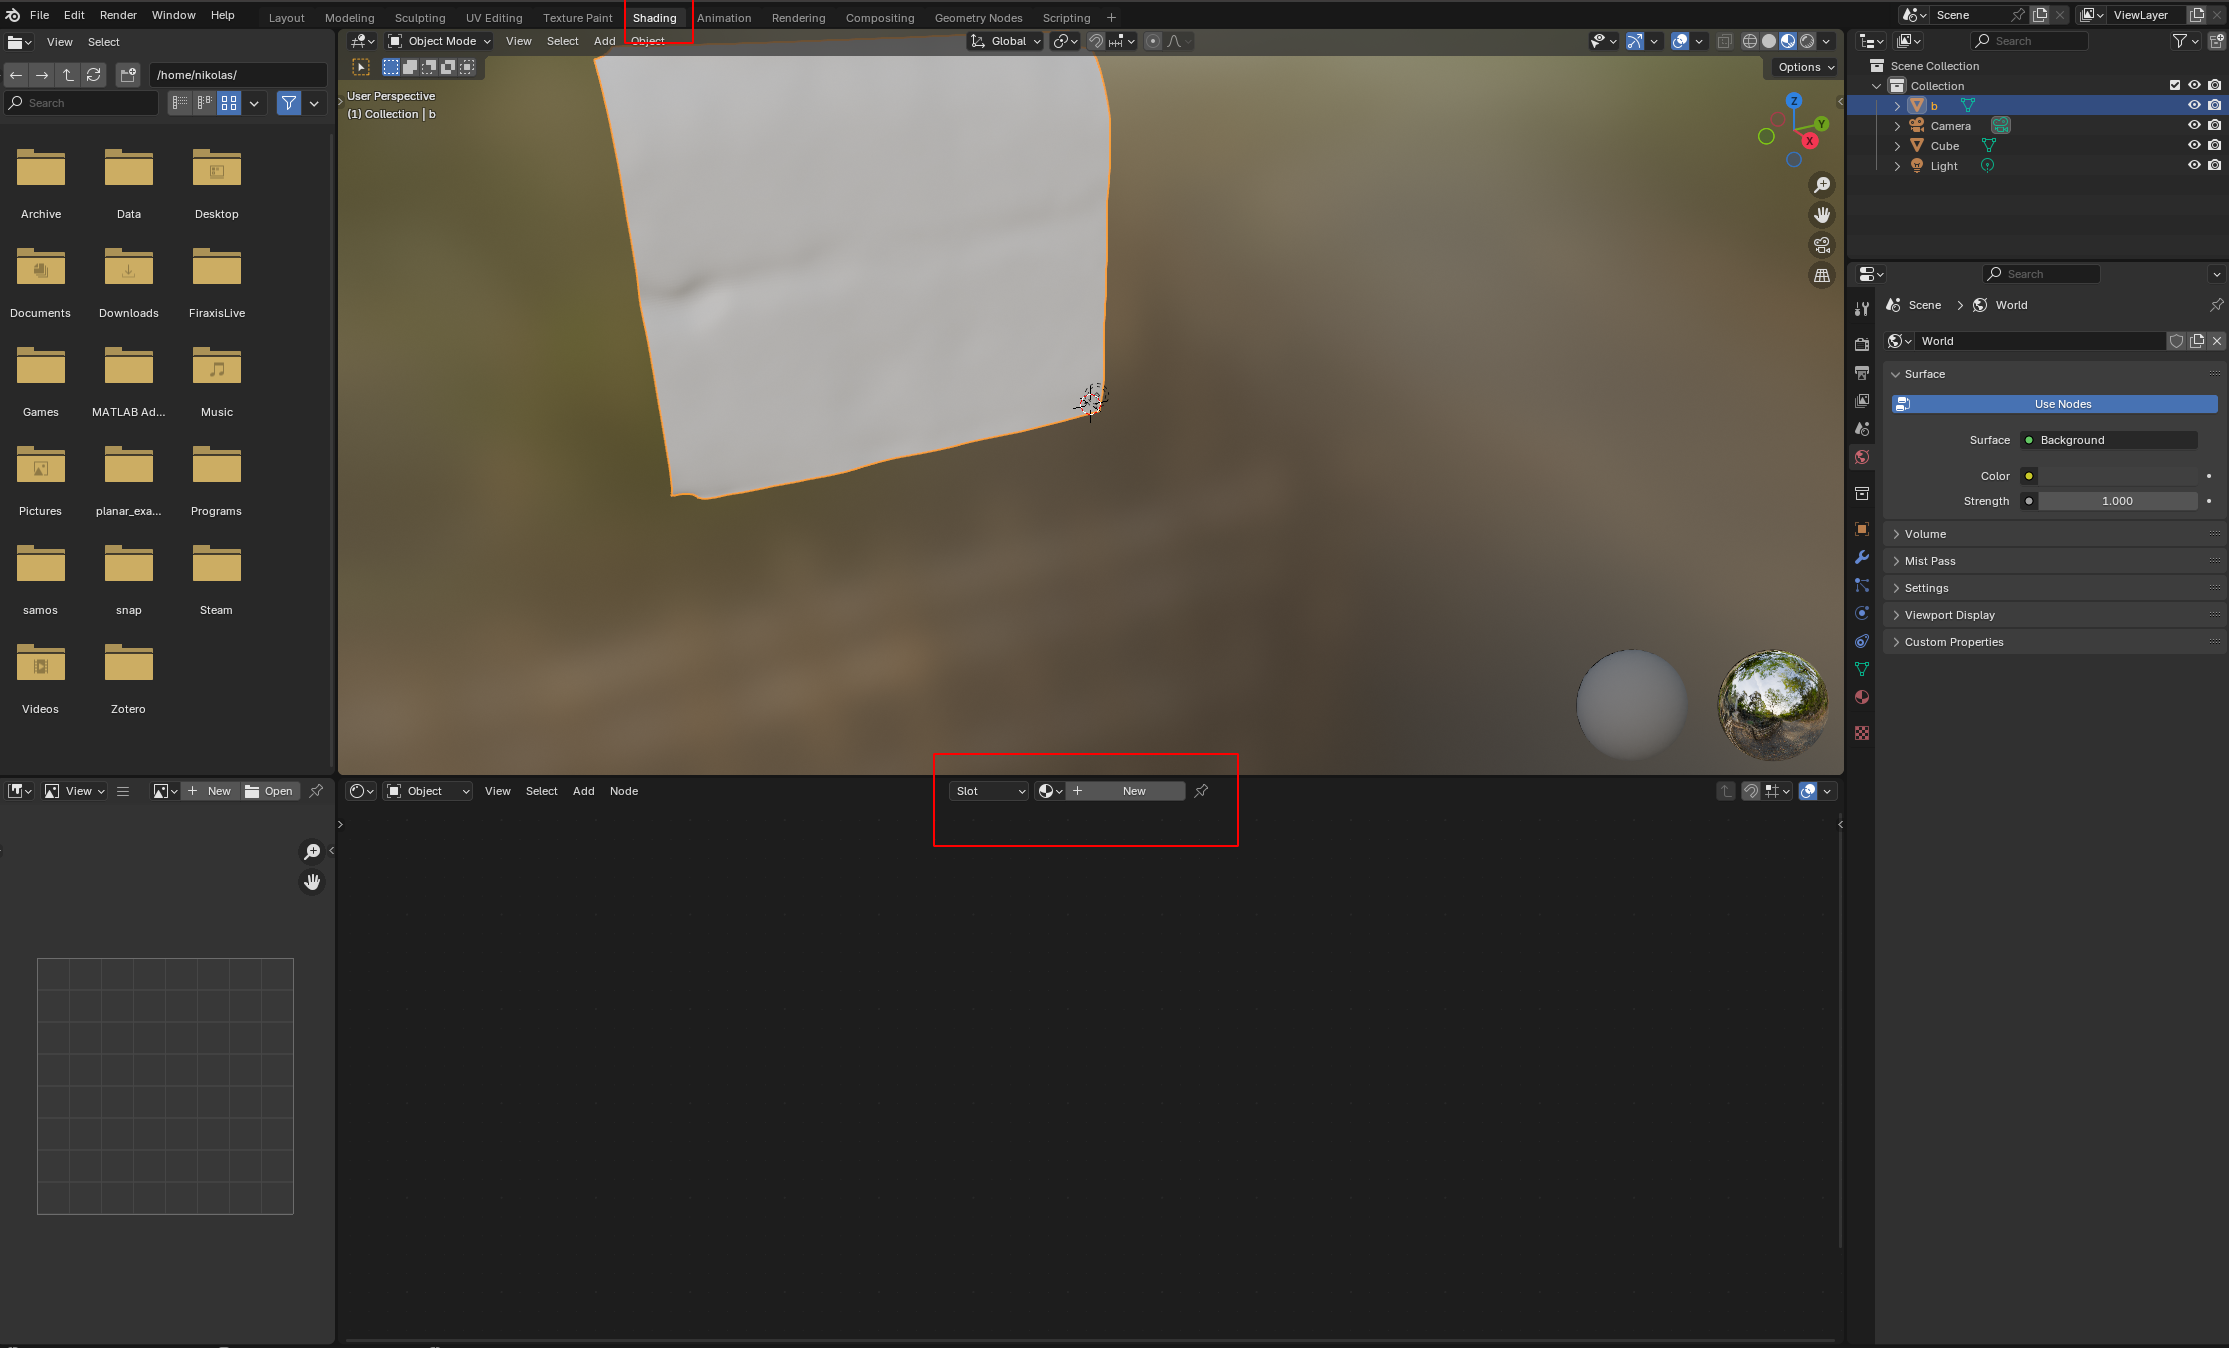 File Edit Render Window Help
Layout Modeling Sculpting UV Editing Texture Paint Shading Animation Rendering Compositing Geometry Nodes Scripting +
Scene
ViewLayer
View Select
/home/nikolas/
Search
Archive Data Desktop
Documents Downloads FiraxisLive
Games MATLAB Ad... Music
Pictures planar_exa... Programs
samos snap Steam
Videos Zotero
Object Mode View Select Add Object
Global
Options
User Perspective
(1) Collection | b
Z
Y
X
Search
Scene Collection
Collection
b
Camera
Cube
Light
Search
Scene World
World
Surface
Use Nodes
Surface Background
Color
Strength 1.000
Volume
Mist Pass
Settings
Viewport Display
Custom Properties
View New Open
Object View Select Add Node
Slot New